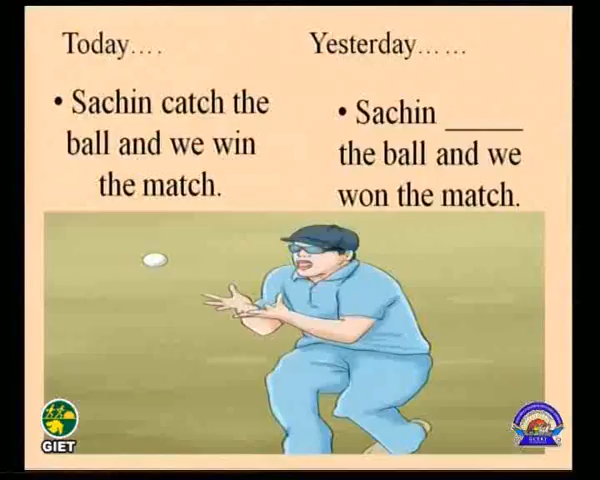 Today....
Yesterday... ...
• Sachin catch the
ball and we win
the match.
• Sachin _____
the ball and we
won the match.
GIET